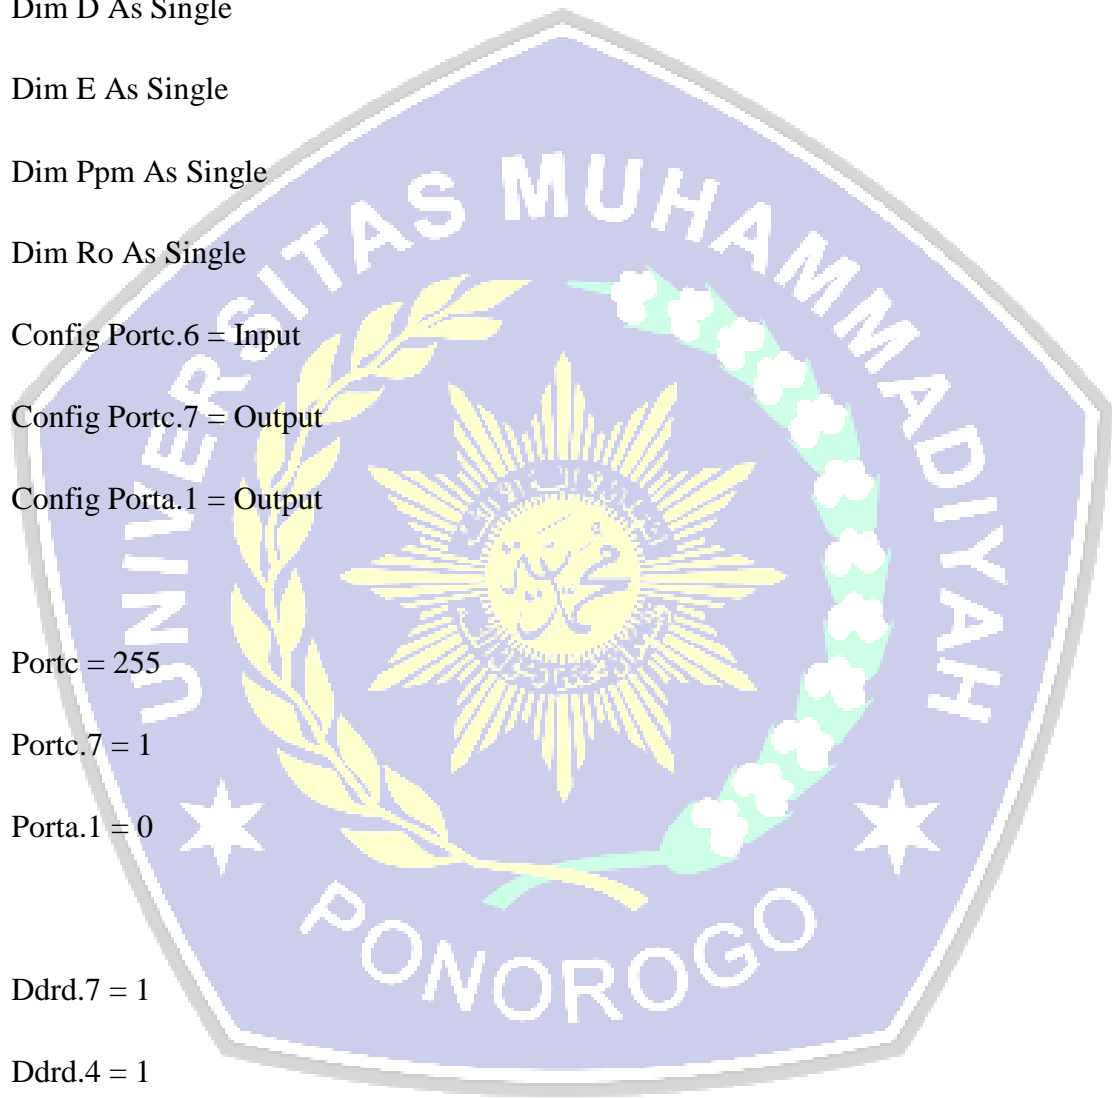 Dim D As Single
Dim E As Single
Dim Ppm As Single
Dim Ro As Single
Config Portc.6 = Input
Config Portc.7 = Output
Config Porta.1 = Output
Portc = 255
Portc.7 = 1
Porta.1 = 0
Ddrd.7 = 1
Ddrd.4 = 1
UNIVERSITAS MUHAMMADIYAH
PONOROGO